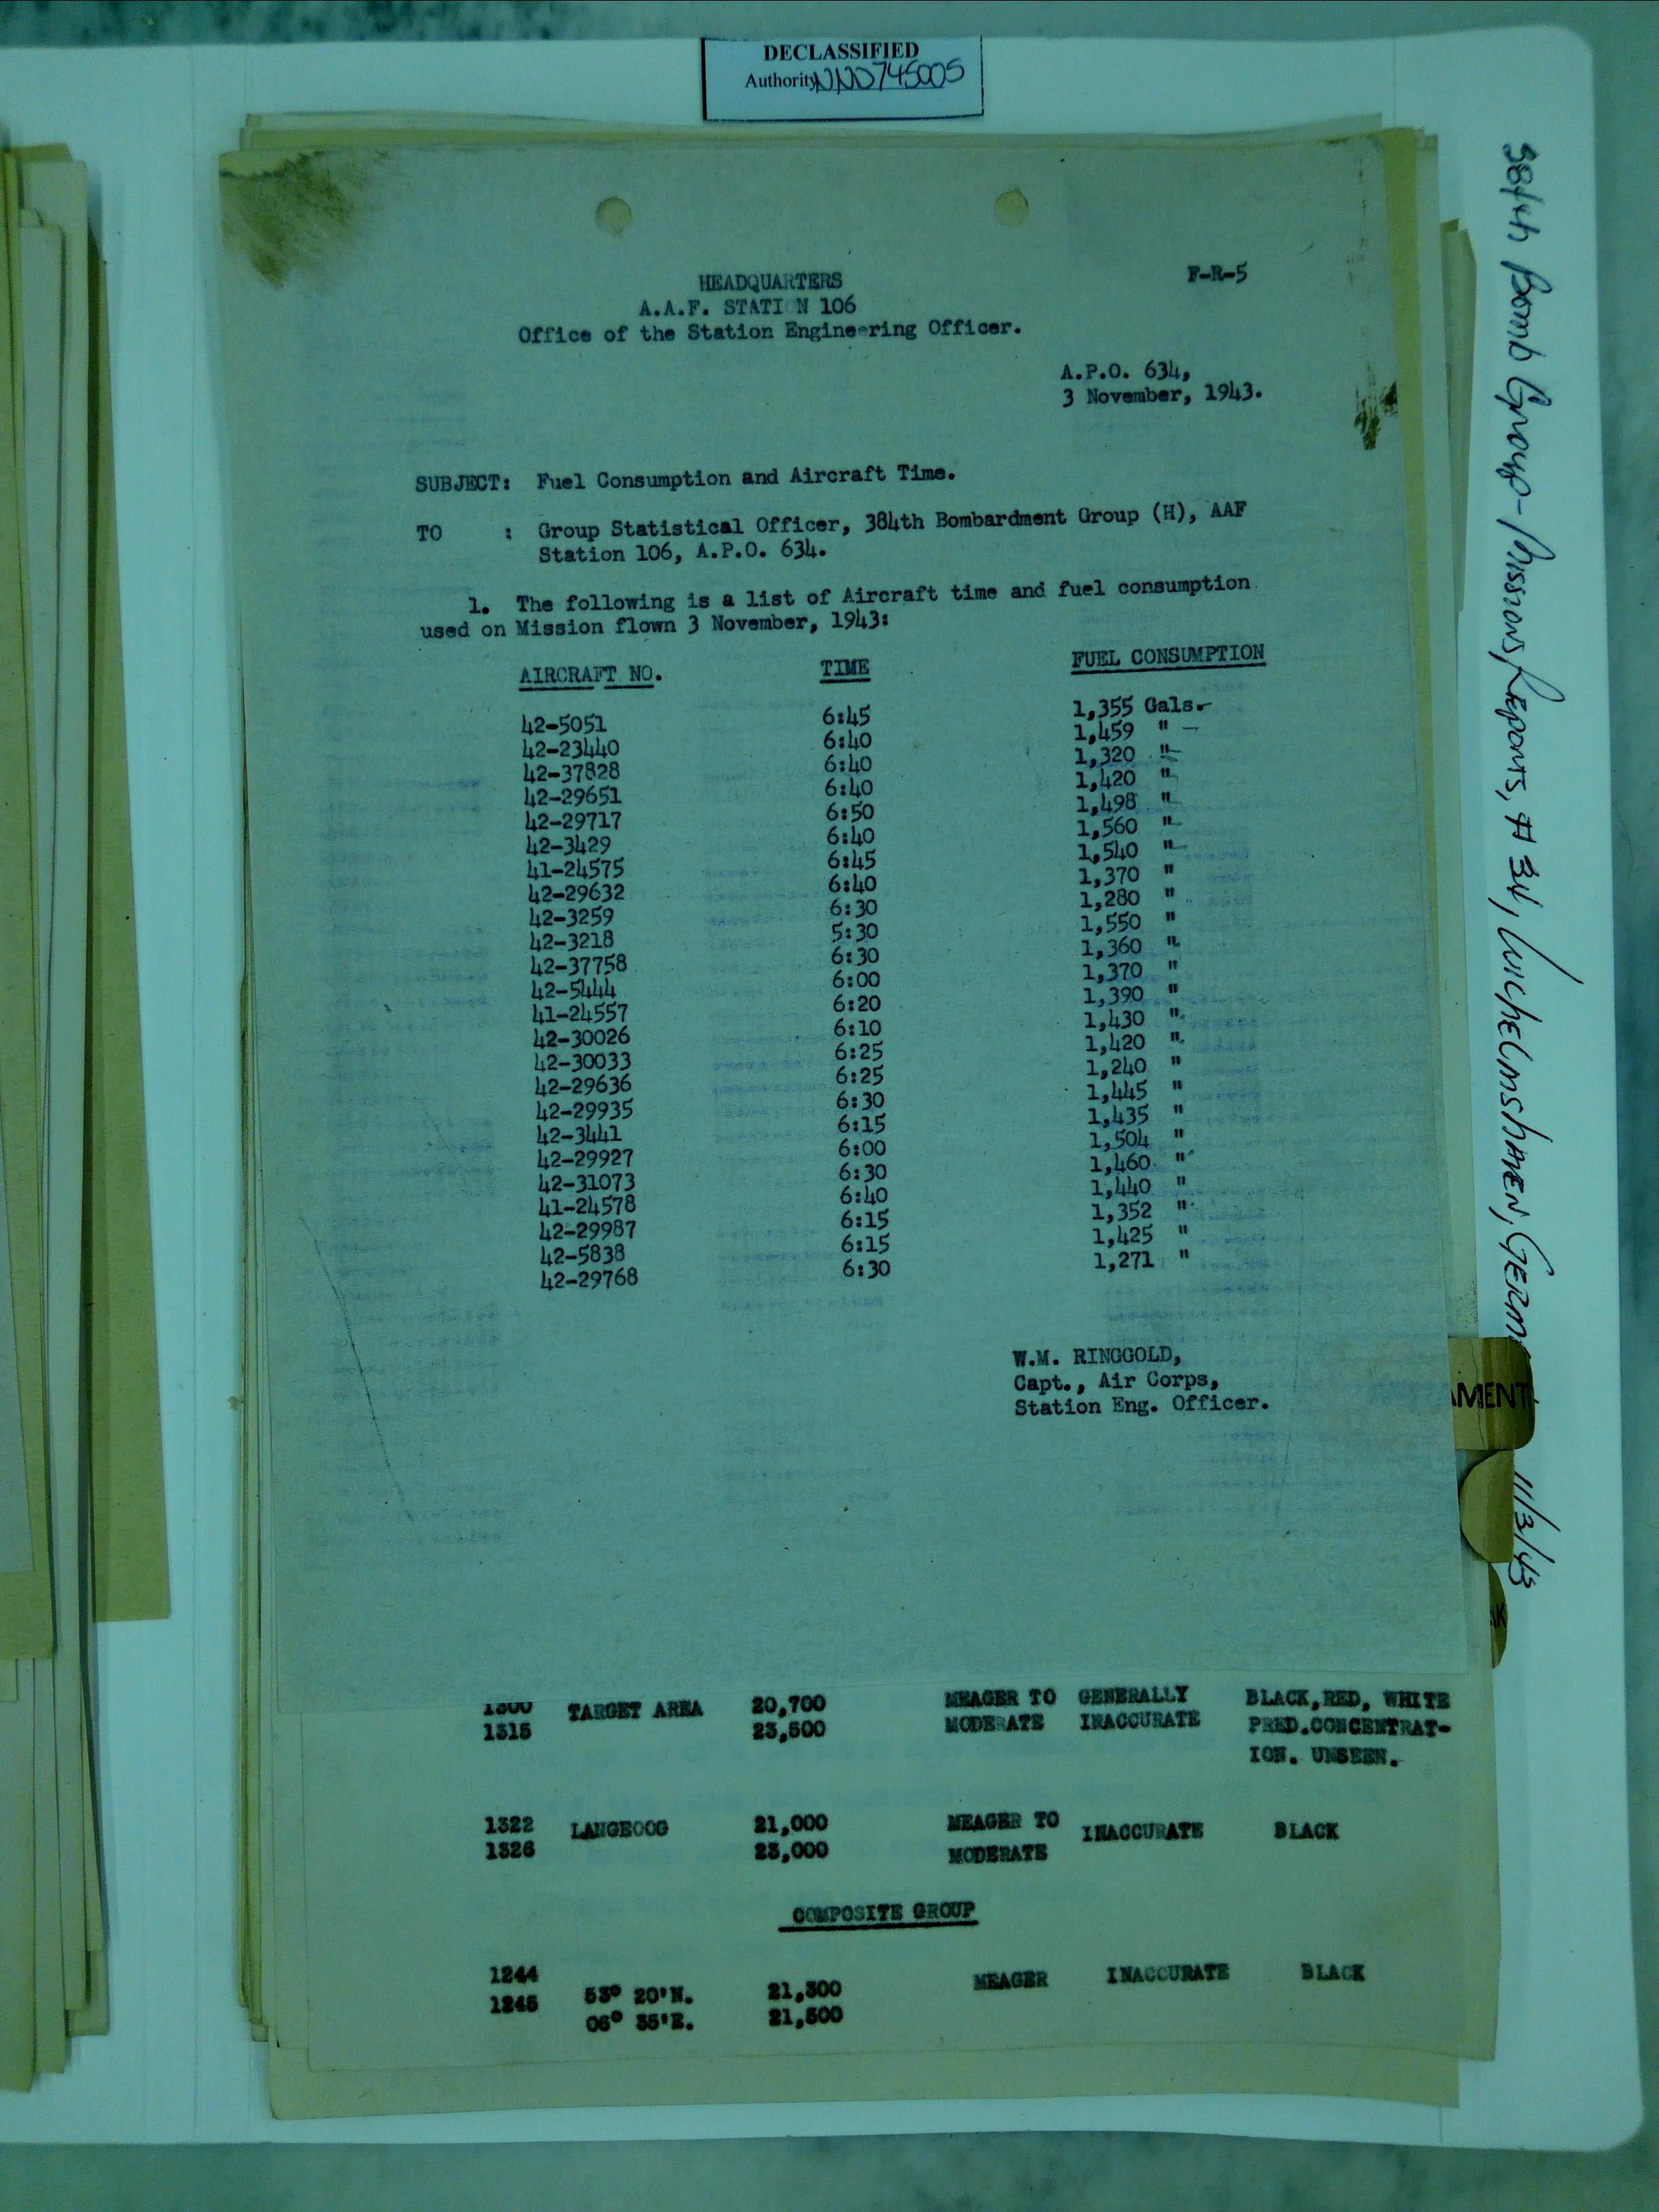 DECLASSIFIED
Authority NND745005
HEADQUARTERS F-R-5
A.A.F. STATION 106
Office of the Station Engineering Officer.
A.P.O. 634,
3 November, 1943.
SUBJECT: Fuel Consumption and Aircraft Time.
TO : Group Statistical Officer, 384th Bombardment Group (H), AAF
Station 106, A.P.O. 634.
1. The following is a list of Aircraft time and fuel consumption
used on Mission flown 3 November, 1943:
AIRCRAFT NO. TIME FUEL CONSUMPTION
42-5051 6:45 1,355 Gals.
42-23440 6:40 1,459 "
42-37828 6:40 1,320 "
42-29651 6:40 1,420 "
42-29717 6:50 1,498 "
42-3429 6:40 1,560 "
41-24575 6:45 1,540 "
42-29632 6:40 1,370 "
42-3259 6:30 1,280 "
42-3218 5:30 1,550 "
42-37758 6:30 1,360 "
42-5444 6:00 1,370 "
41-24557 6:20 1,390 "
42-30026 6:10 1,430 "
42-30033 6:25 1,420 "
42-29636 6:25 1,240 "
42-29935 6:30 1,445 "
42-3441 6:15 1,435 "
42-29927 6:00 1,504 "
42-31073 6:30 1,460 "
41-24578 6:40 1,440 "
42-29987 6:15 1,352 "
42-5838 6:15 1,425 "
42-29768 6:30 1,271 "
W.M. RINGGOLD,
Capt., Air Corps,
Station Eng. Officer.
1300 TARGET AREA 20,700 MEAGER TO GENERALLY BLACK,RED, WHITE
1315 23,500 MODERATE INACCURATE PRED.CONCENTRAT-
ION. UNSEEN.
1322 LANGEOOG 21,000 MEAGER TO INACCURATE BLACK
1326 23,000 MODERATE
COMPOSITE GROUP
1244 53° 20'N. 21,300 MEAGER INACCURATE BLACK
1245 06° 35'E. 21,500
384th Bomb Group - Mission Reports, # 34, Wilhelmshaven, GERM 11/3/43
AMENT